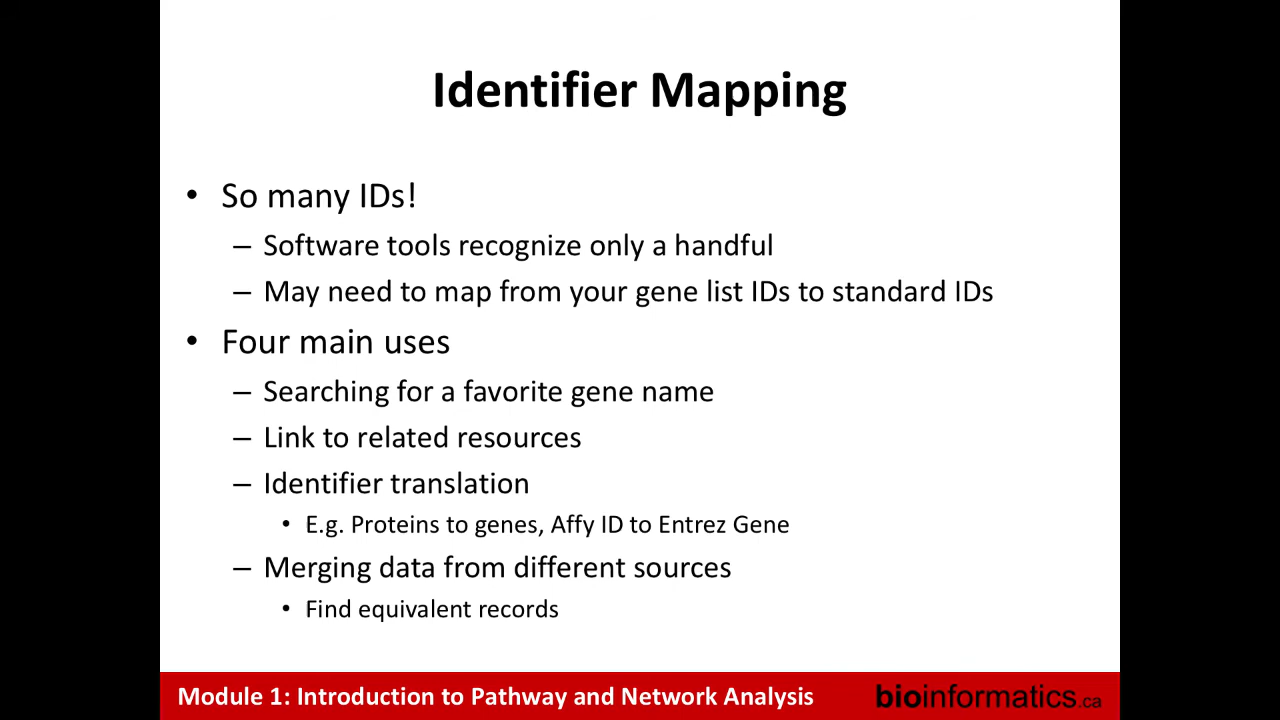 Identifier Mapping
• So many IDs!
– Software tools recognize only a handful
– May need to map from your gene list IDs to standard IDs
• Four main uses
– Searching for a favorite gene name
– Link to related resources
– Identifier translation
• E.g. Proteins to genes, Affy ID to Entrez Gene
– Merging data from different sources
• Find equivalent records
Module 1: Introduction to Pathway and Network Analysis bioinformatics.ca